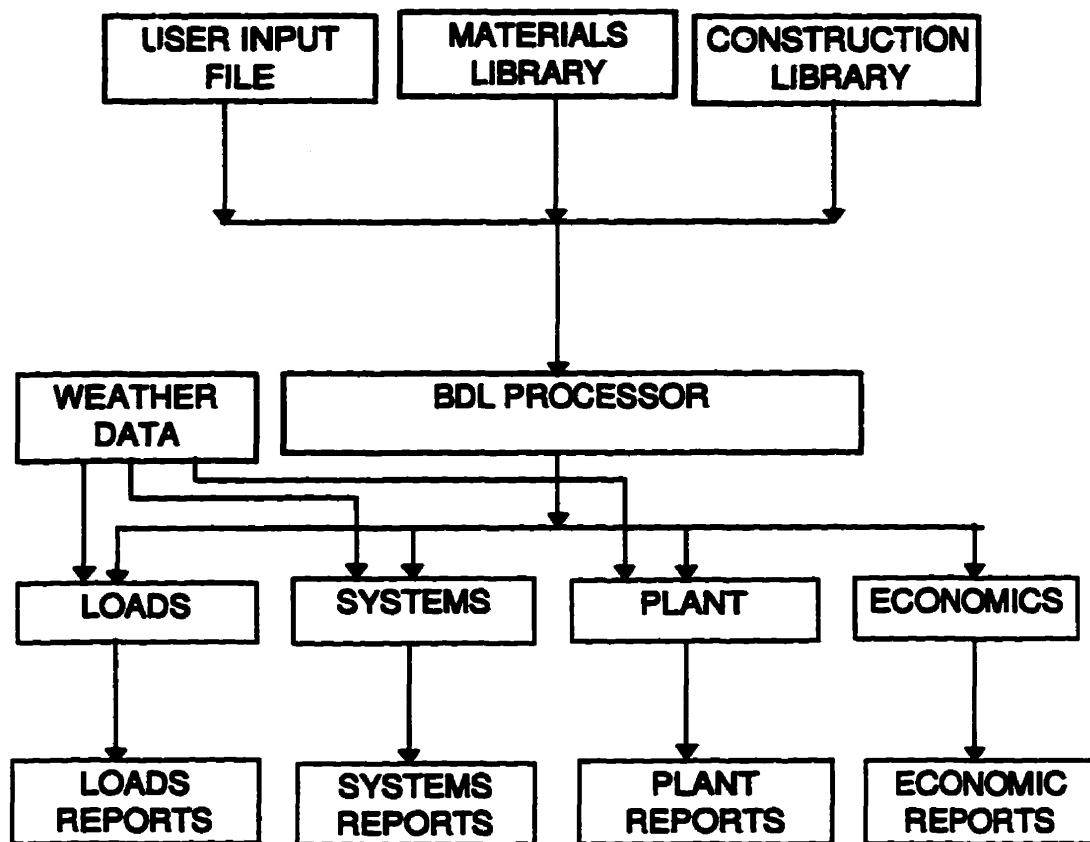 USER INPUT
FILE
MATERIALS
LIBRARY
CONSTRUCTION
LIBRARY
WEATHER
DATA
BDL PROCESSOR
LOADS
SYSTEMS
PLANT
ECONOMICS
LOADS
REPORTS
SYSTEMS
REPORTS
PLANT
REPORTS
ECONOMIC
REPORTS